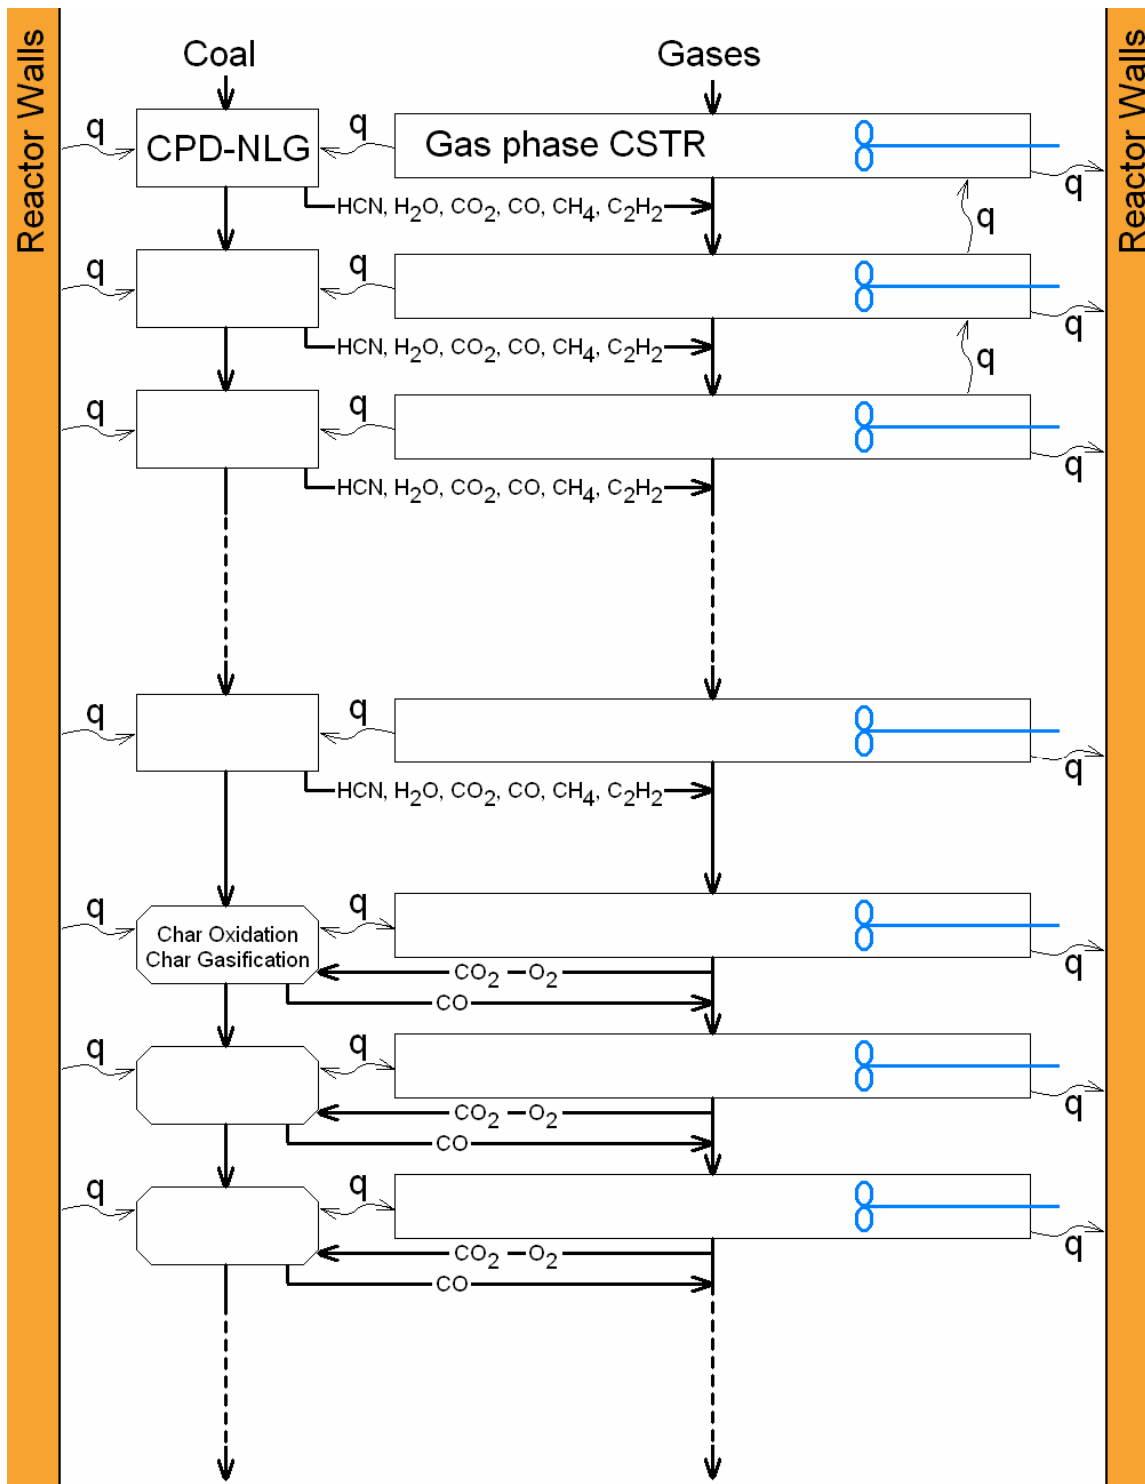 Reactor Walls
Reactor Walls
Coal
Gases
q
CPD-NLG
q
Gas phase CSTR
q
HCN, H2O, CO2, CO, CH4, C2H2
q
q
q
q
HCN, H2O, CO2, CO, CH4, C2H2
q
q
q
q
HCN, H2O, CO2, CO, CH4, C2H2
q
q
q
HCN, H2O, CO2, CO, CH4, C2H2
q
Char Oxidation
Char Gasification
q
q
CO2 O2
CO
q
q
q
CO2 O2
CO
q
q
q
CO2 O2
CO